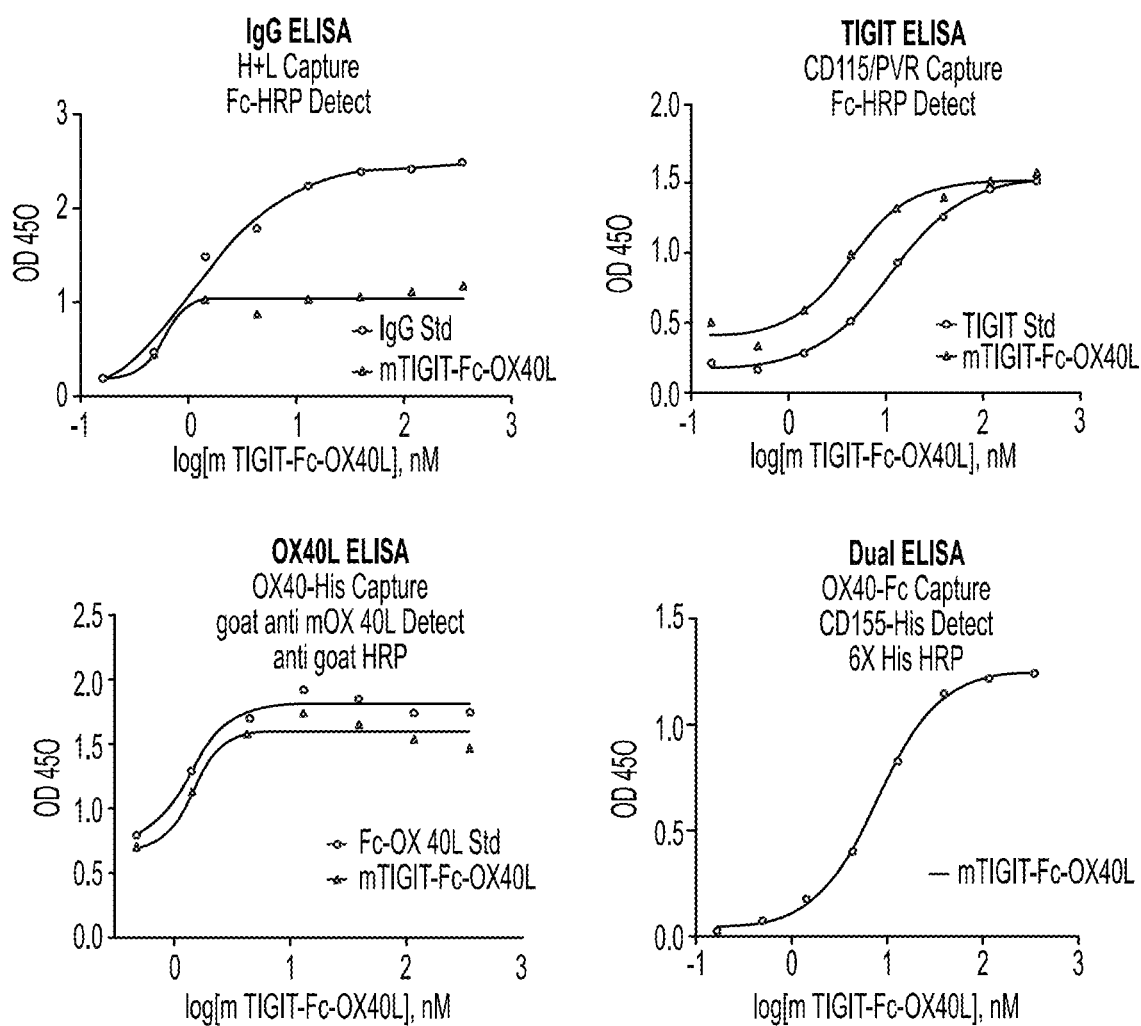 IgG ELISA
H+L Capture
Fc-HRP Detect
3
2
1
0
OD 450
-1
0
1
2
3
IgG Std
mTIGIT-Fc-OX40L
log[m TIGIT-Fc-OX40L], nM
TIGIT ELISA
CD115/PVR Capture
Fc-HRP Detect
2.0
1.5
1.0
0.5
0.0
OD 450
-1
0
1
2
3
TIGIT Std
mTIGIT-Fc-OX40L
log[m TIGIT-Fc-OX40L], nM
OX40L ELISA
OX40-His Capture
goat anti mOX 40L Detect
anti goat HRP
2.5
2.0
1.5
1.0
0.5
0.0
OD 450
0
1
2
3
Fc-OX 40L Std
mTIGIT-Fc-OX40L
log[m TIGIT-Fc-OX40L], nM
Dual ELISA
OX40-Fc Capture
CD155-His Detect
6X His HRP
1.5
1.0
0.5
0.0
OD 450
-1
0
1
2
3
mTIGIT-Fc-OX40L
log[m TIGIT-Fc-OX40L], nM